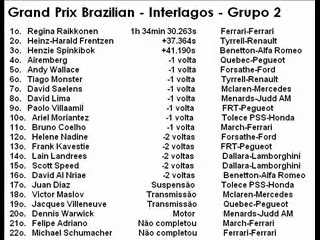 Grand Prix Brazilian - Interlagos - Grupo 2
1o. Regina Raikkonen 1h 34min 30.263s Ferrari-Ferrari
2o. Heinz-Harald Frentzen +37.364s Tyrrell-Renault
3o. Henzie Spinkibok +41.190s Benetton-Alfa Romeo
4o. Airemberg -1 volta Quebec-Pegueot
5o. Andy Wolos -1 volta Forsathe-Ford
6o. Tiango Monster -1 volta Tyrrell-Renault
7o. David Saelens -1 volta Mclaren-Mercedes
8o. David Lima -1 volta Menards-Judd AM
9o. Paolo Villaamil -1 volta FRT-Pegueot
10o. Ariel Moriantez -1 volta Tolece PSS-Honda
11o. Bruno Coelho -1 volta March-Ferrari
12o. Helene Nadine -2 voltas Forsathe-Ford
13o. Frank Kavestie -2 voltas FRT-Pegueot
14o. Lain Landrees -2 voltas Dallara-Lamborghini
15o. Scott Speed -2 voltas Dallara-Lamborghini
16o. David Al Nriae -2 voltas Benetton-Alfa Romeo
17o. Juan Diaz Suspensão Tolece PSS-Honda
18o. Victor Maslov Transmissão Mclaren-Mercedes
19o. Jacques Villeneuve Transmissão Quebec-Pegueot
20o. Dennis Warwick Motor Menards-Judd AM
21o. Felipe Adriano Não completou March-Ferrari
22o. Michael Schumacher Não completou Ferrari-Ferrari